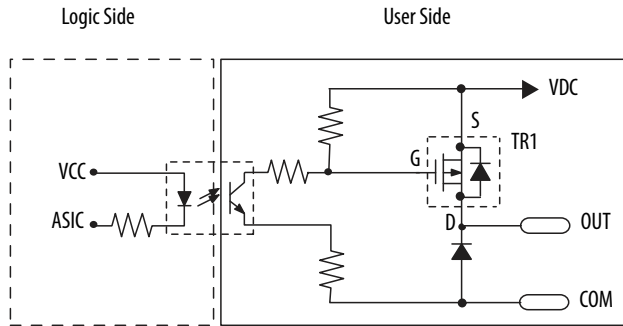 Logic Side
User Side
VDC
S
TR1
G
VCC
ASIC
D
OUT
COM